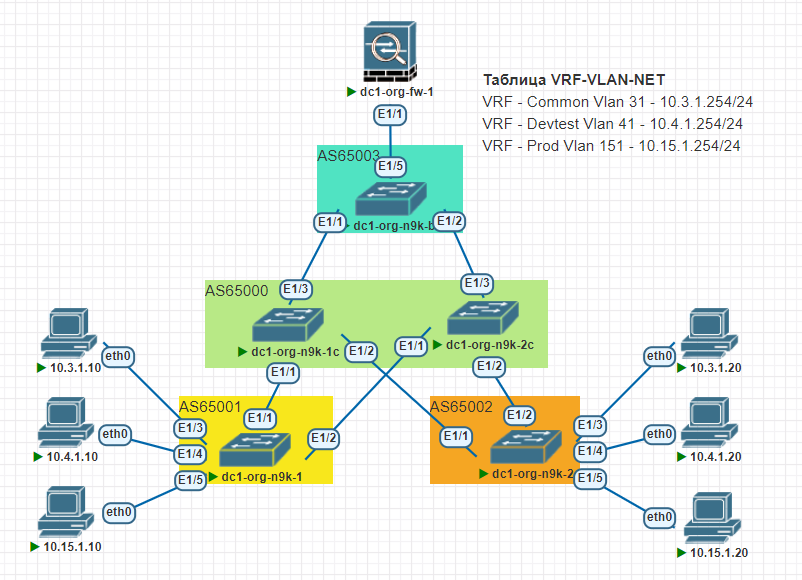 dc1-org-fw-1
E1/1
Таблица VRF-VLAN-NET
VRF - Common Vlan 31 - 10.3.1.254/24
VRF - Devtest Vlan 41 - 10.4.1.254/24
VRF - Prod Vlan 151 - 10.15.1.254/24
AS65003
E1/5
E1/1
dc1-org-n9k-b
E1/2
AS65000
E1/3
E1/3
dc1-org-n9k-1c
E1/2
E1/1
dc1-org-n9k-2c
E1/1
E1/2
10.3.1.10
eth0
10.4.1.10
eth0
10.15.1.10
eth0
AS65001
E1/1
E1/3
E1/4
E1/5
E1/2
dc1-org-n9k-1
AS65002
E1/2
E1/1
E1/3
E1/4
E1/5
dc1-org-n9k-2
eth0
10.3.1.20
eth0
10.4.1.20
eth0
10.15.1.20